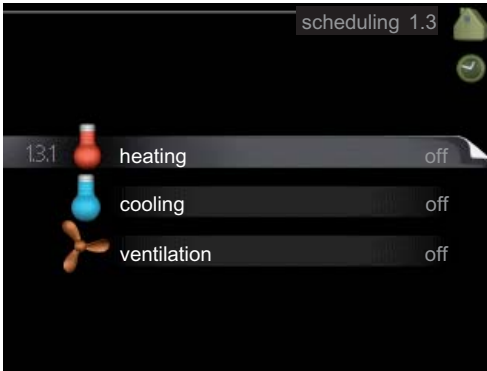 scheduling 1.3
1.3.1 heating off
cooling off
ventilation off